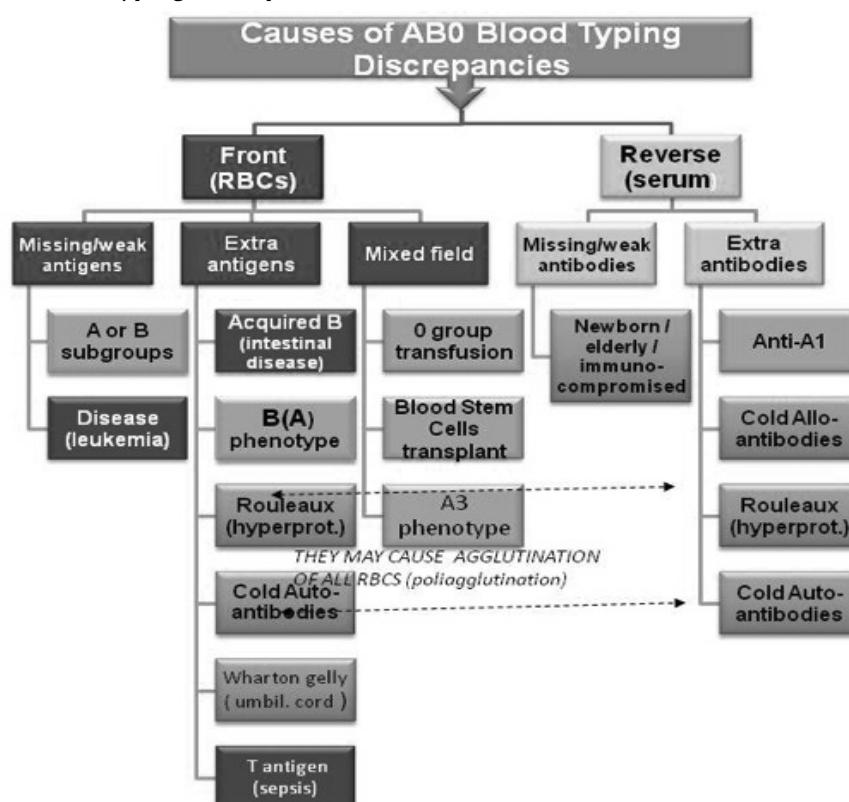 Causes of AB0 Blood Typing
Discrepancies
Front
(RBCs)
Reverse
(serum)
Missing/weak
antigens
Extra
antigens
Mixed field
Missing/weak
antibodies
Extra
antibodies
A or B
subgroups
Disease
(leukemia)
Acquired B
(intestinal
disease)
B(A)
phenotype
Rouleaux
(hyperprot.)
Cold Auto-
antibodies
Wharton gelly
( umbil. cord )
T antigen
(sepsis)
0 group
transfusion
Blood Stem
Cells
transplant
A3
phenotype
THEY MAY CAUSE AGGLUTINATION
OF ALL RBCS (poliagglutination)
Newborn /
elderly /
immuno-
compromised
Anti-A1
Cold Allo-
antibodies
Rouleaux
(hyperprot.)
Cold Auto-
antibodies